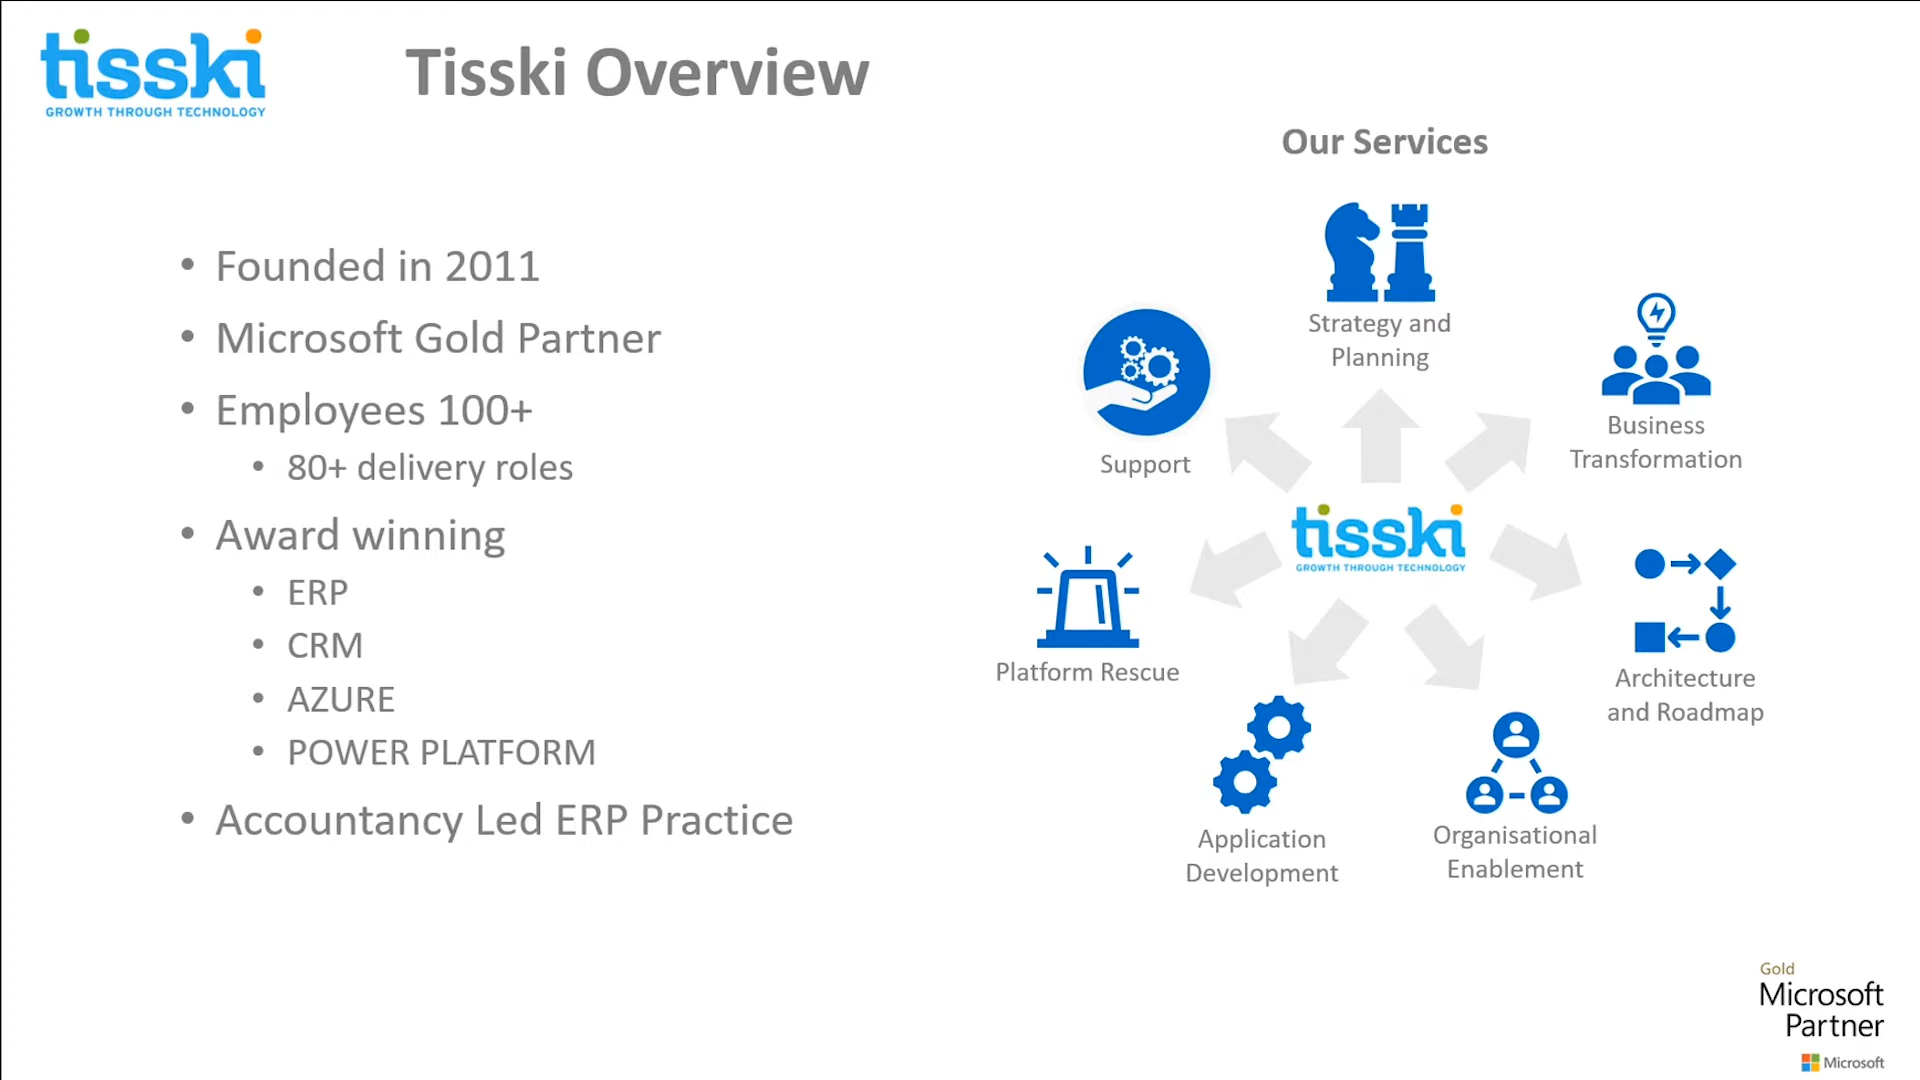 tisski
GROWTH THROUGH TECHNOLOGY
Tisski Overview
• Founded in 2011
• Microsoft Gold Partner
• Employees 100+
• 80+ delivery roles
• Award winning
• ERP
• CRM
• AZURE
• POWER PLATFORM
• Accountancy Led ERP Practice
Our Services
Strategy and
Planning
Business
Transformation
Architecture
and Roadmap
Organisational
Enablement
Application
Development
Platform Rescue
Support
tisski
GROWTH THROUGH TECHNOLOGY
Gold
Microsoft
Partner
Microsoft